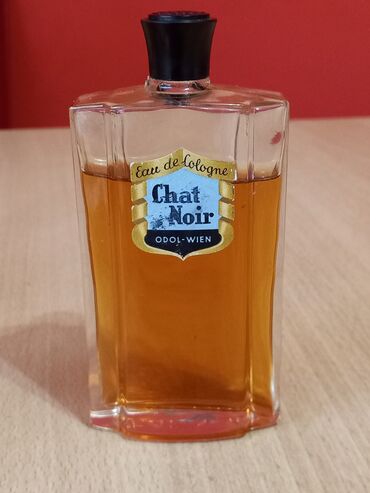 Eau de Cologne
Chat
Noir
ODOL-WIEN